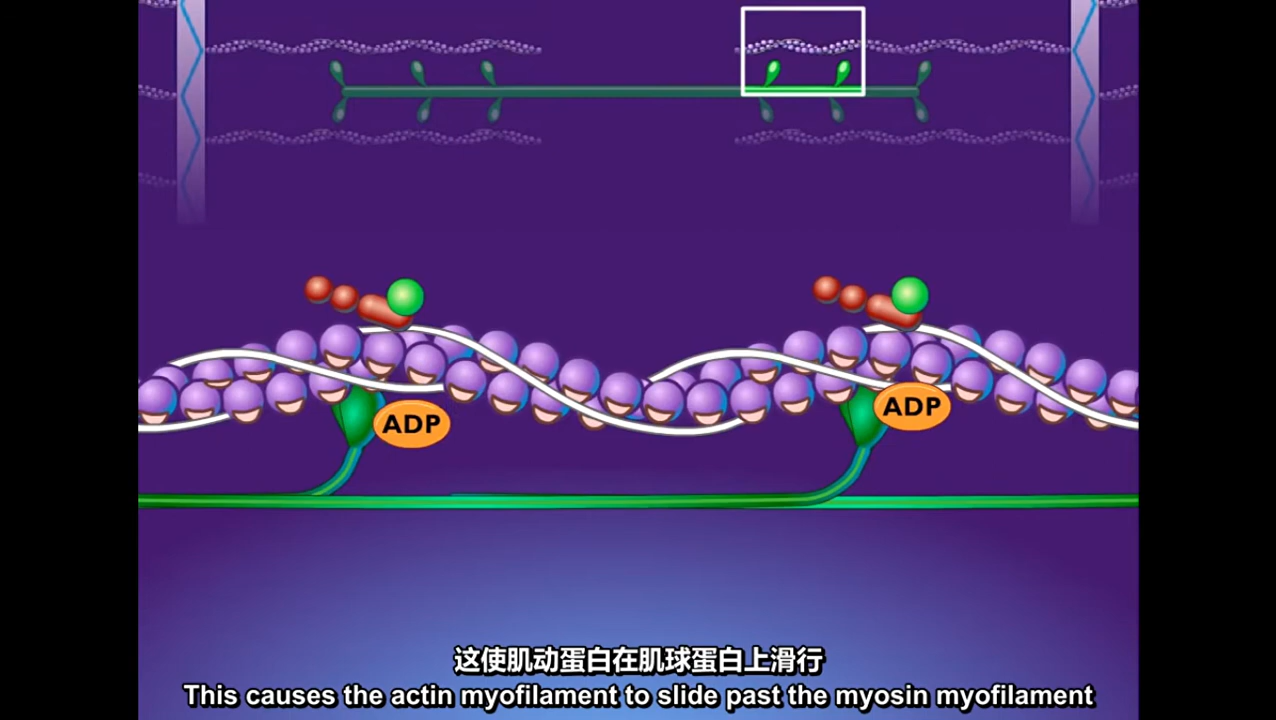 ADP
ADP
这使肌动蛋白在肌球蛋白上滑行
This causes the actin myofilament to slide past the myosin myofilament